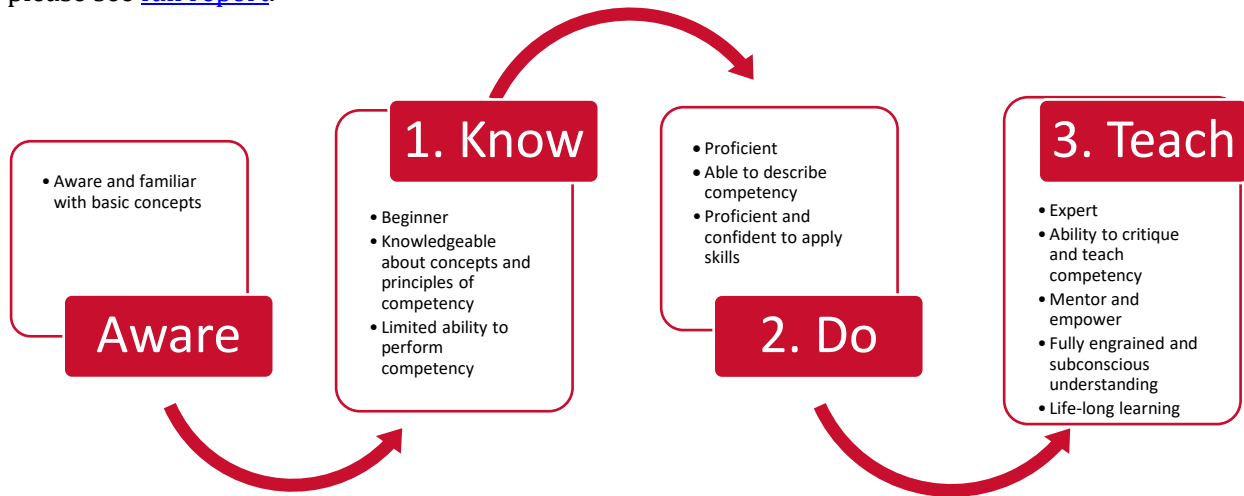 please see full report.
• Aware and familiar
with basic concepts
Aware
1. Know
• Beginner
• Knowledgeable
about concepts and
principles of
competency
• Limited ability to
perform
competency
• Proficient
• Able to describe
competency
• Proficient and
confident to apply
skills
2. Do
3. Teach
• Expert
• Ability to critique
and teach
competency
• Mentor and
empower
• Fully engrained and
subconscious
understanding
• Life-long learning